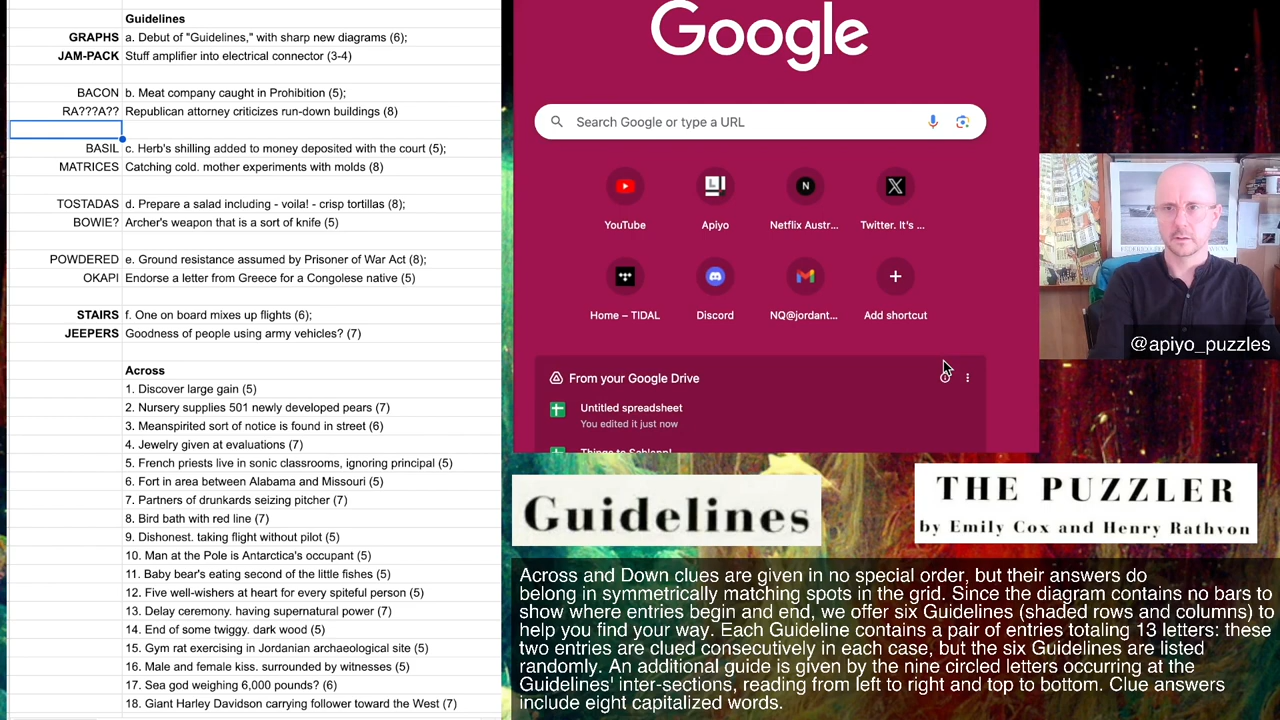 Guidelines
GRAPHS a. Debut of "Guidelines," with sharp new diagrams (6);
JAM-PACK Stuff amplifier into electrical connector (3-4)
BACON b. Meat company caught in Prohibition (5);
RA???A?? Republican attorney criticizes run-down buildings (8)
BASIL c. Herb's shilling added to money deposited with the court (5);
MATRICES Catching cold. mother experiments with molds (8)
TOSTADAS d. Prepare a salad including - voila! - crisp tortillas (8);
BOWIE? Archer's weapon that is a sort of knife (5)
POWDERED e. Ground resistance assumed by Prisoner of War Act (8);
OKAPI Endorse a letter from Greece for a Congolese native (5)
STAIRS f. One on board mixes up flights (6);
JEEPERS Goodness of people using army vehicles? (7)
Across
1. Discover large gain (5)
2. Nursery supplies 501 newly developed pears (7)
3. Meanspirited sort of notice is found in street (6)
4. Jewelry given at evaluations (7)
5. French priests live in sonic classrooms, ignoring principal (5)
6. Fort in area between Alabama and Missouri (5)
7. Partners of drunkards seizing pitcher (7)
8. Bird bath with red line (7)
9. Dishonest. taking flight without pilot (5)
10. Man at the Pole is Antarctica's occupant (5)
11. Baby bear's eating second of the little fishes (5)
12. Five well-wishers at heart for every spiteful person (5)
13. Delay ceremony. having supernatural power (7)
14. End of some twiggy. dark wood (5)
15. Gym rat exercising in Jordanian archaeological site (5)
16. Male and female kiss. surrounded by witnesses (5)
17. Sea god weighing 6,000 pounds? (6)
18. Giant Harley Davidson carrying follower toward the West (7)
Google
Search Google or type a URL
YouTube
Apiyo
Netflix Austr...
Twitter. It's ...
Home – TIDAL
Discord
NQ@jordant...
Add shortcut
From your Google Drive
Untitled spreadsheet
You edited it just now
@apiyo_puzzles
Guidelines
THE PUZZLER
by Emily Cox and Henry Rathvon
Across and Down clues are given in no special order, but their answers do
belong in symmetrically matching spots in the grid. Since the diagram contains no bars to
show where entries begin and end, we offer six Guidelines (shaded rows and columns) to
help you find your way. Each Guideline contains a pair of entries totaling 13 letters: these
two entries are clued consecutively in each case, but the six Guidelines are listed
randomly. An additional guide is given by the nine circled letters occurring at the
Guidelines' inter-sections, reading from left to right and top to bottom. Clue answers
include eight capitalized words.